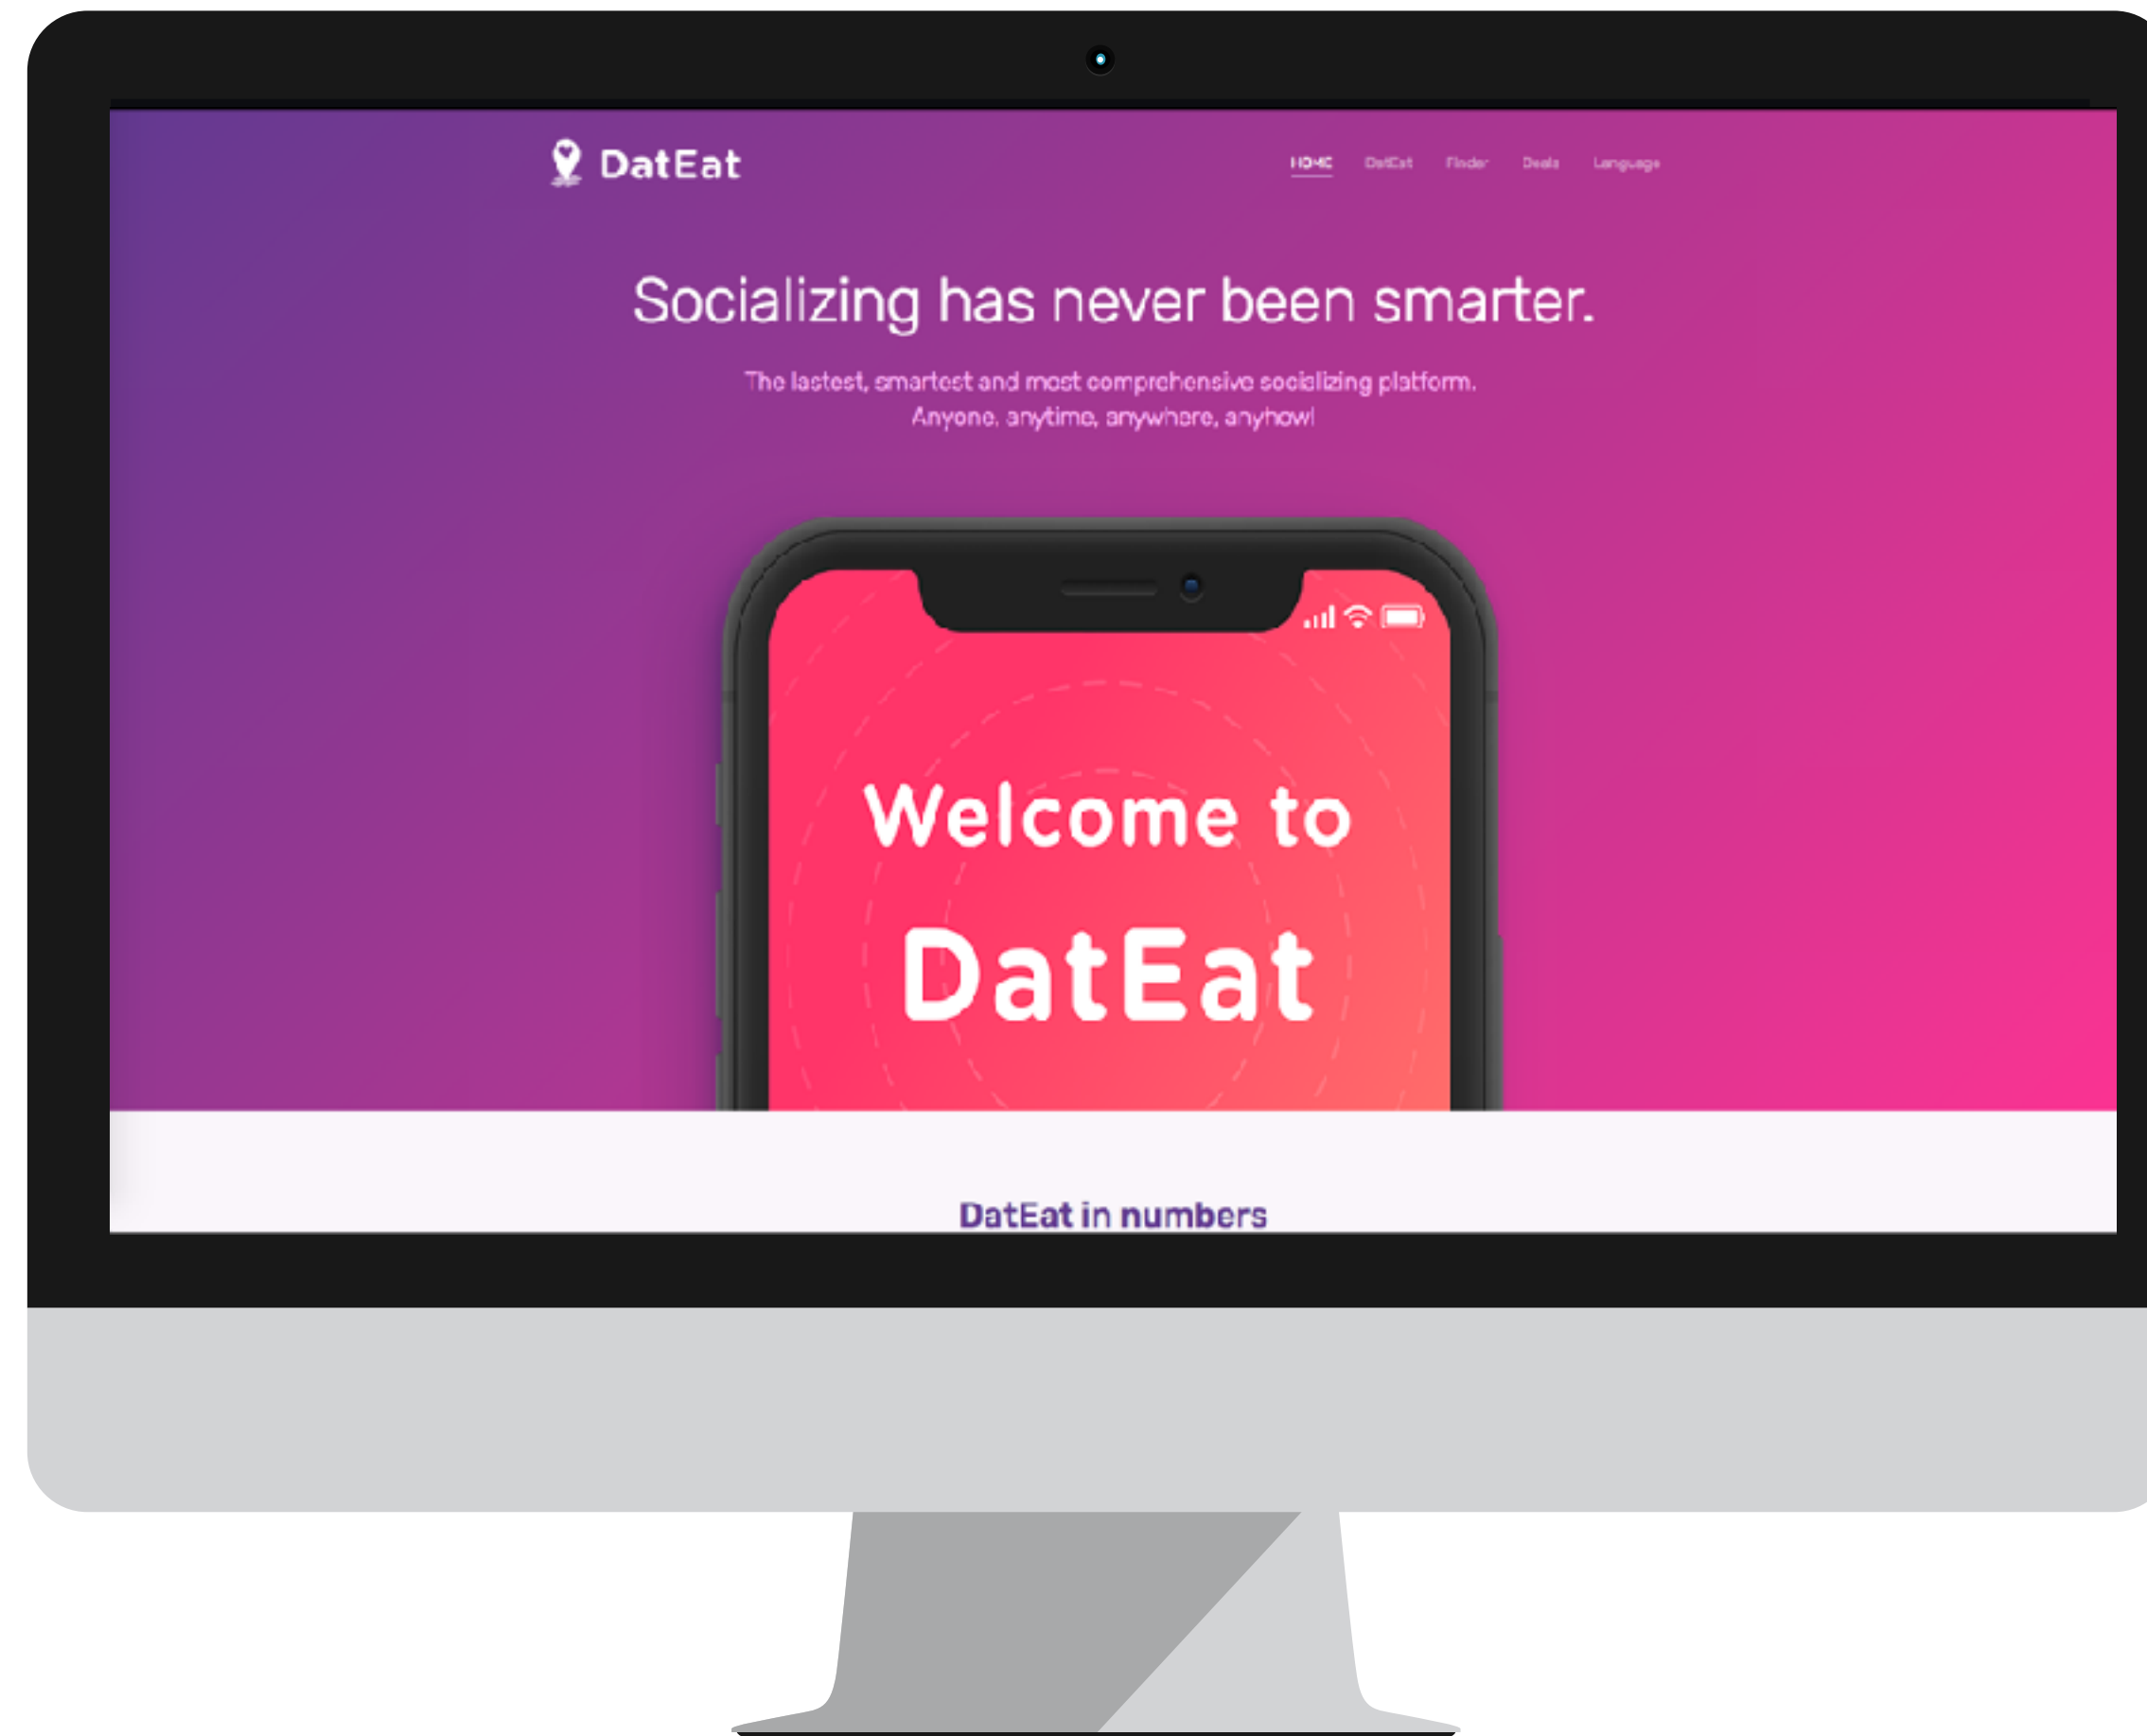 DatEat
HOME DatEat Finder Deals Language
Socializing has never been smarter.
The lastest, smartest and most comprehensive socializing platform.
Anyone, anytime, anywhere, anyhow!
Welcome to
DatEat
DatEat in numbers